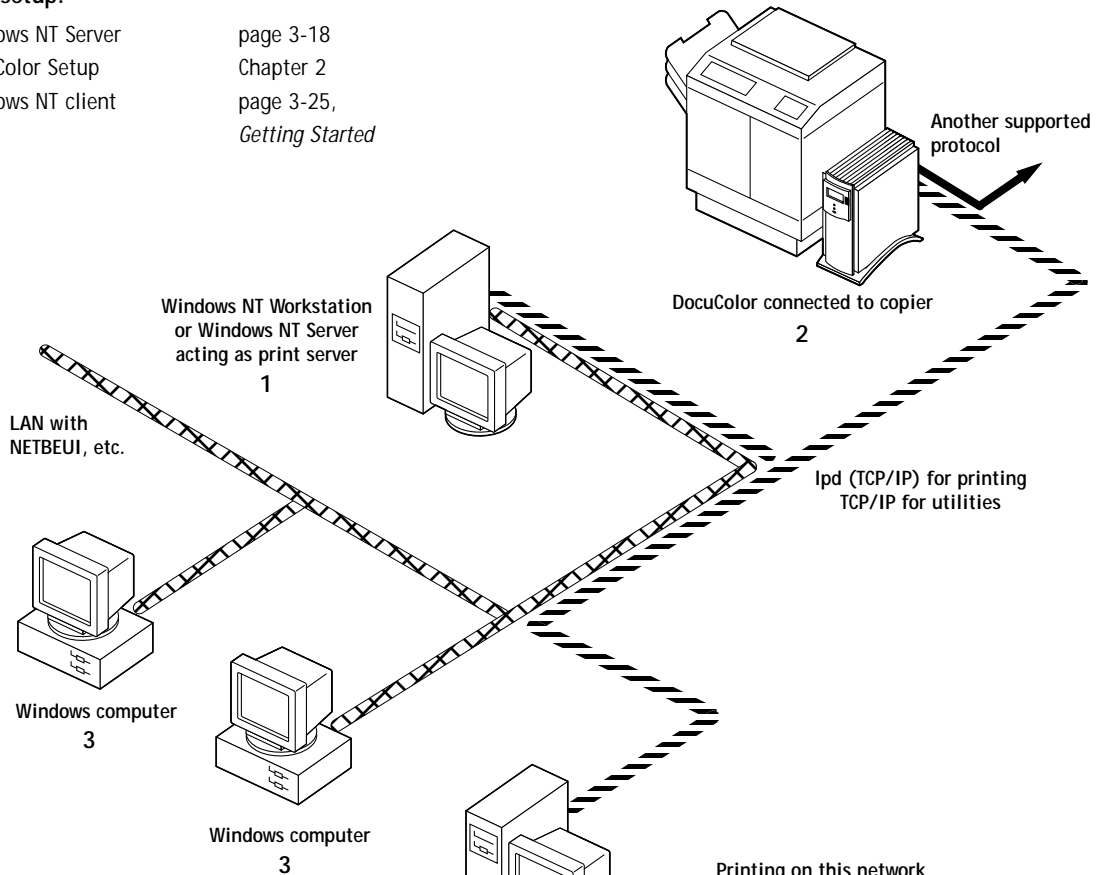 setup:
ows NT Server page 3-18
Color Setup Chapter 2
ows NT client page 3-25,
Getting Started
Another supported
protocol
DocuColor connected to copier
2
Windows NT Workstation
or Windows NT Server
acting as print server
1
LAN with
NETBEUI, etc.
lpd (TCP/IP) for printing
TCP/IP for utilities
Windows computer
3
Windows computer
3
Printing on this network